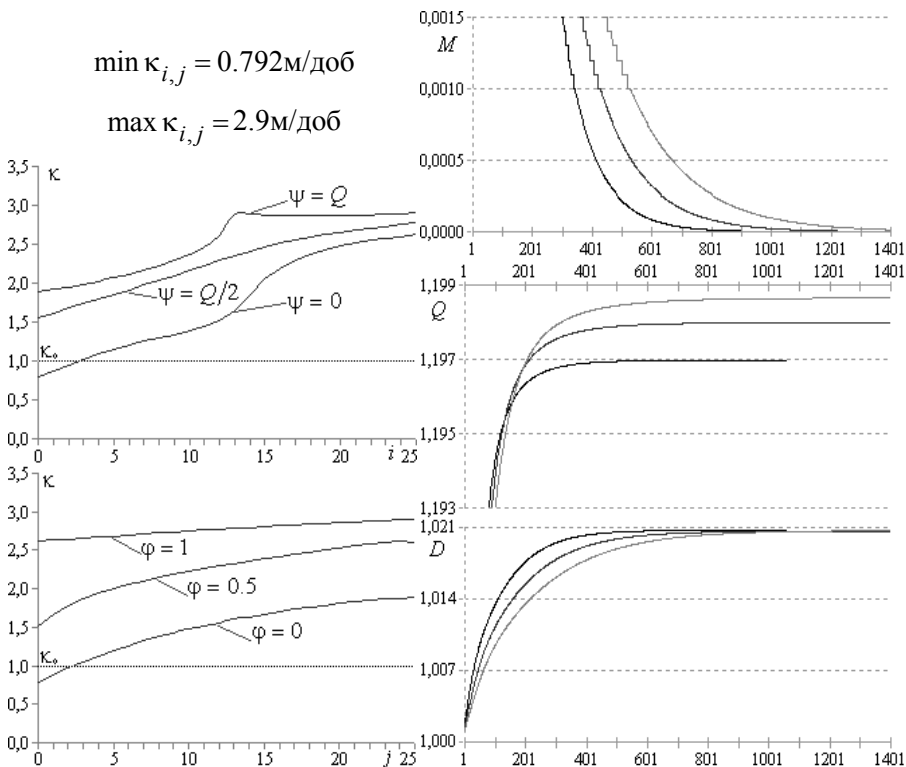 min κi,j = 0.792м/доб
max κi,j = 2.9м/доб
3,5
κ
3,0
2,5
2,0
1,5
1,0
0,5
0,0
κ₀
ψ = Q
ψ = Q/2
ψ = 0
0 5 10 15 20 i 25
3,5
κ
3,0
2,5
2,0
1,5
1,0
0,5
0,0
κ₀
φ = 1
φ = 0.5
φ = 0
0 5 10 15 20 j 25
0,0015
M
0,0010
0,0005
0,0000
1 201 401 601 801 1001 1201 1401
1 201 401 601 801 1001 1201 1401
1,199
Q
1,197
1,195
1,193
1,021
D
1,014
1,007
1,000
1 201 401 601 801 1001 1201 1401